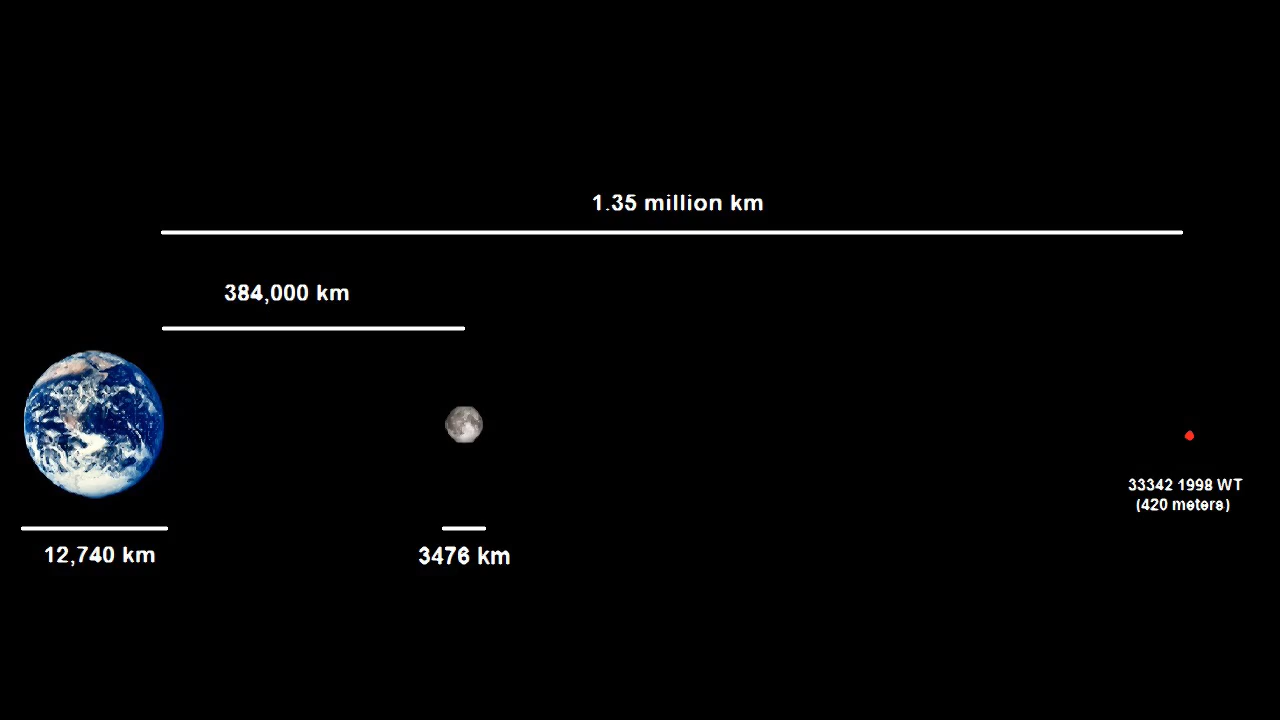 1.35 million km
384,000 km
33342 1998 WT
(420 meters)
12,740 km
3476 km